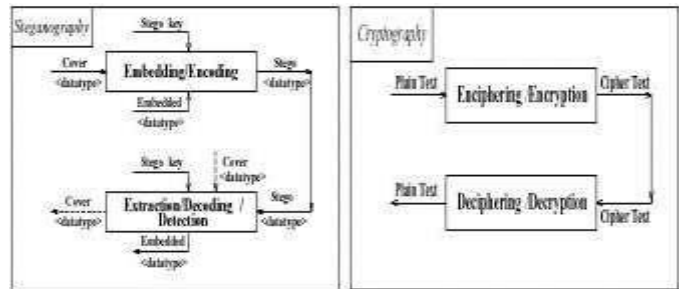 Steganography
Stego key
Cover
<datatype>
Embedding/Encoding
Stego
<datatype>
Embedded
<datatype>
Stego key
Cover
<datatype>
Cover
<datatype>
Extraction/Decoding /
Detection
Stego
<datatype>
Embedded
<datatype>
Cryptography
Plain Text
Enciphering /Encryption
Cipher Text
Plain Text
Deciphering /Decryption
Cipher Text